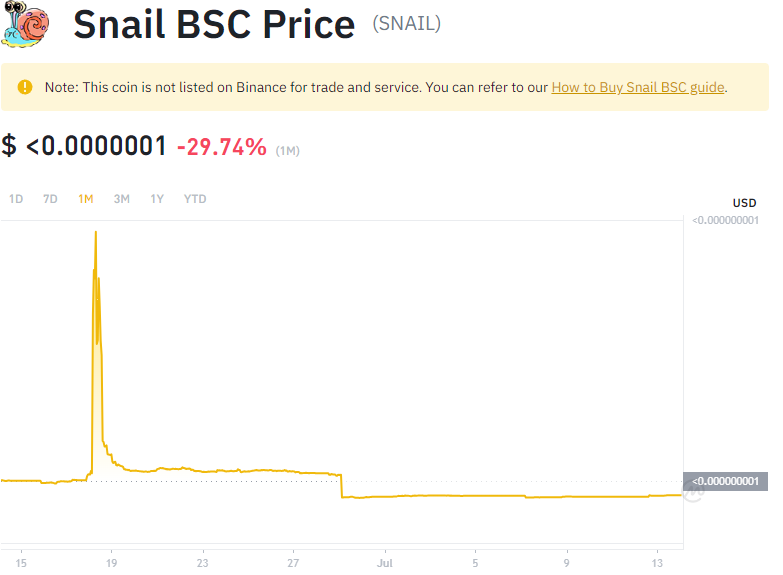 Snail BSC Price (SNAIL)
Note: This coin is not listed on Binance for trade and service. You can refer to our How to Buy Snail BSC guide.
$ <0.0000001 -29.74% (1M)
1D 7D 1M 3M 1Y YTD
USD
<0.000000001
<0.000000001
15 19 23 27 Jul 5 9 13